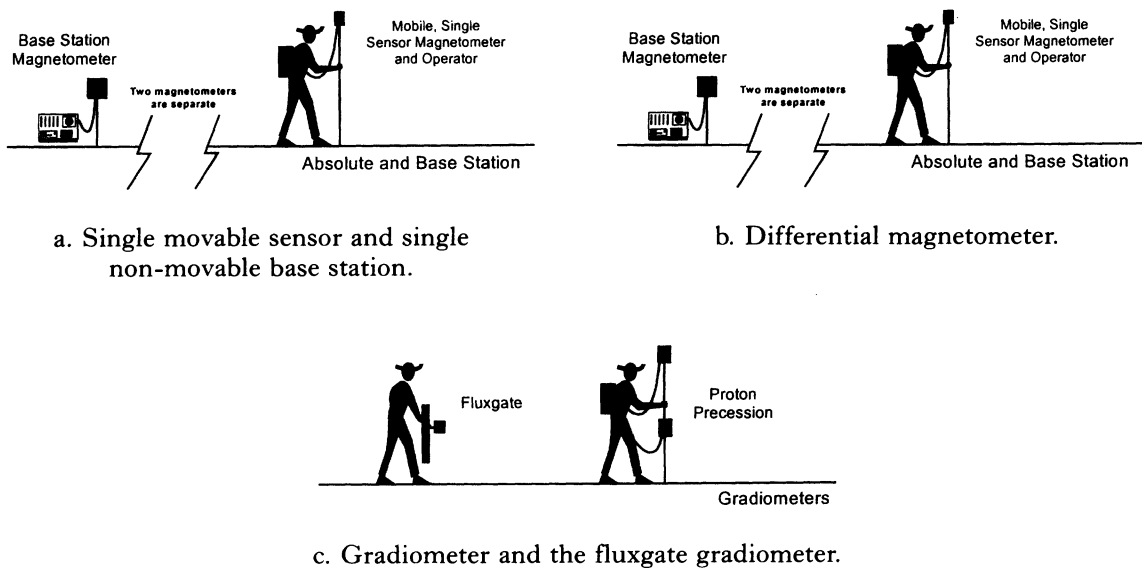 Base Station
Magnetometer
Two magnetometers
are separate
Mobile, Single
Sensor Magnetometer
and Operator
Absolute and Base Station
a. Single movable sensor and single
non-movable base station.
Base Station
Magnetometer
Two magnetometers
are separate
Mobile, Single
Sensor Magnetometer
and Operator
Absolute and Base Station
b. Differential magnetometer.
Fluxgate
Proton
Precession
Gradiometers
c. Gradiometer and the fluxgate gradiometer.